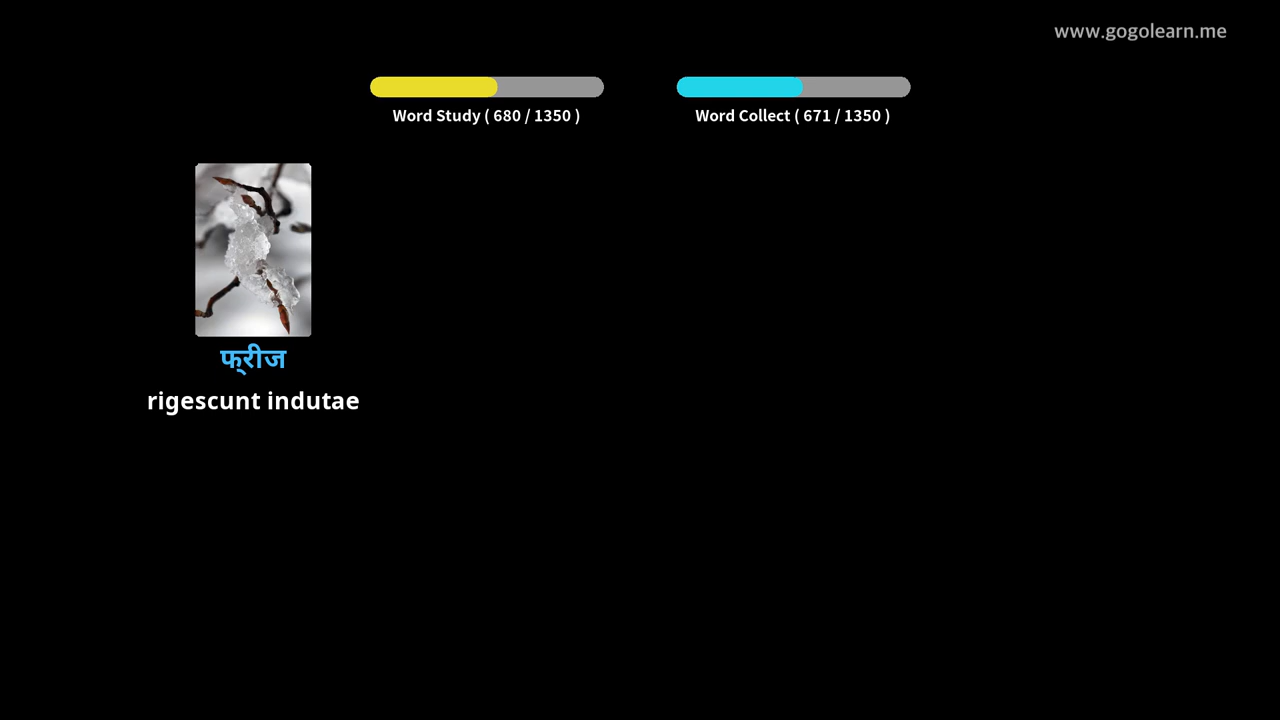 www.gogolearn.me
Word Study ( 680 / 1350 )
Word Collect ( 671 / 1350 )
फ्रीज
rigescunt indutae